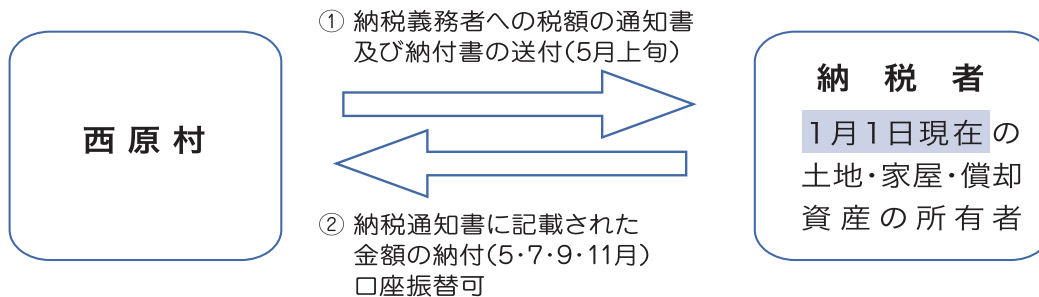 ① 納税義務者への税額の通知書
及び納付書の送付(5月上旬)
西原村
納税者
1月1日現在の
土地・家屋・償却
資産の所有者
② 納税通知書に記載された
金額の納付(5・7・9・11月)
口座振替可